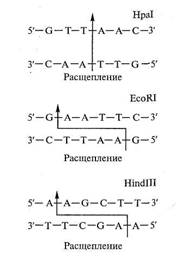 HpaI
5'-G-T-T-A-A-C-3'
3'-C-A-A-T-T-G-5'
Расщепление
EcoRI
5'-G-A-A-T-T-C-3'
3'-C-T-T-A-A-G-5'
Расщепление
HindIII
5'-A-A-G-C-T-T-3'
3'-T-T-C-G-A-A-5'
Расщепление